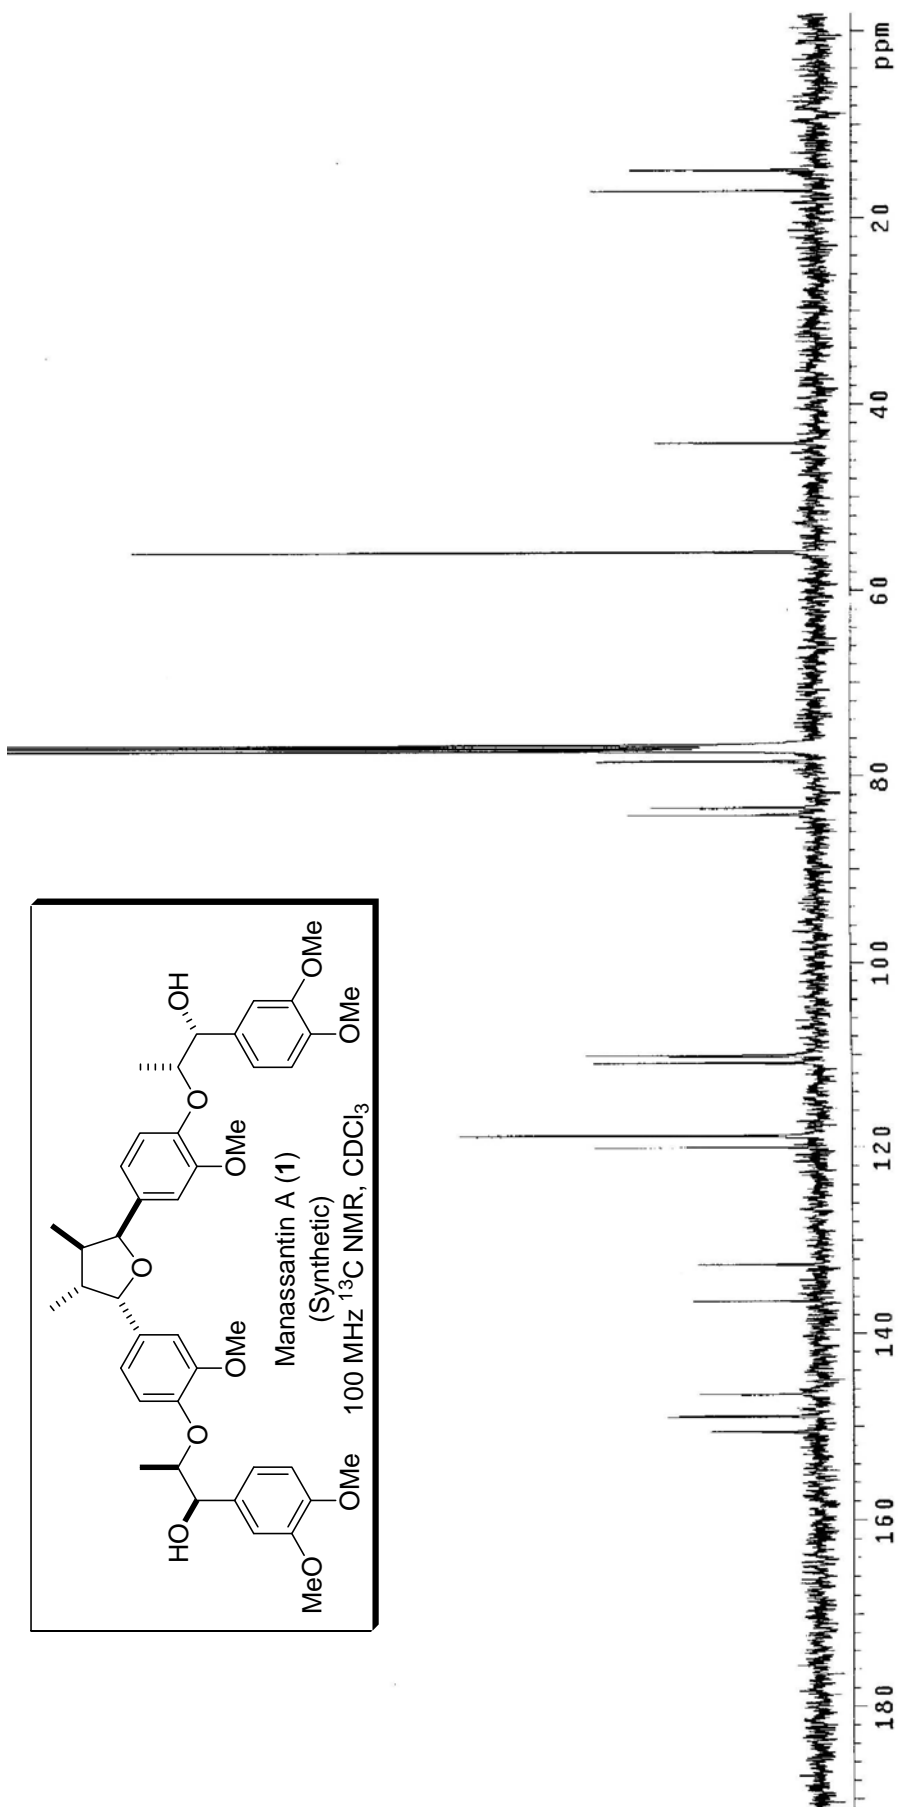 HO
MeO
OMe
O
OMe
O
OMe
O
OH
OMe
OMe
Manassantin A (1)
(Synthetic)
100 MHz ¹³C NMR, CDCl₃
180 160 140 120 100 80 60 40 20 ppm